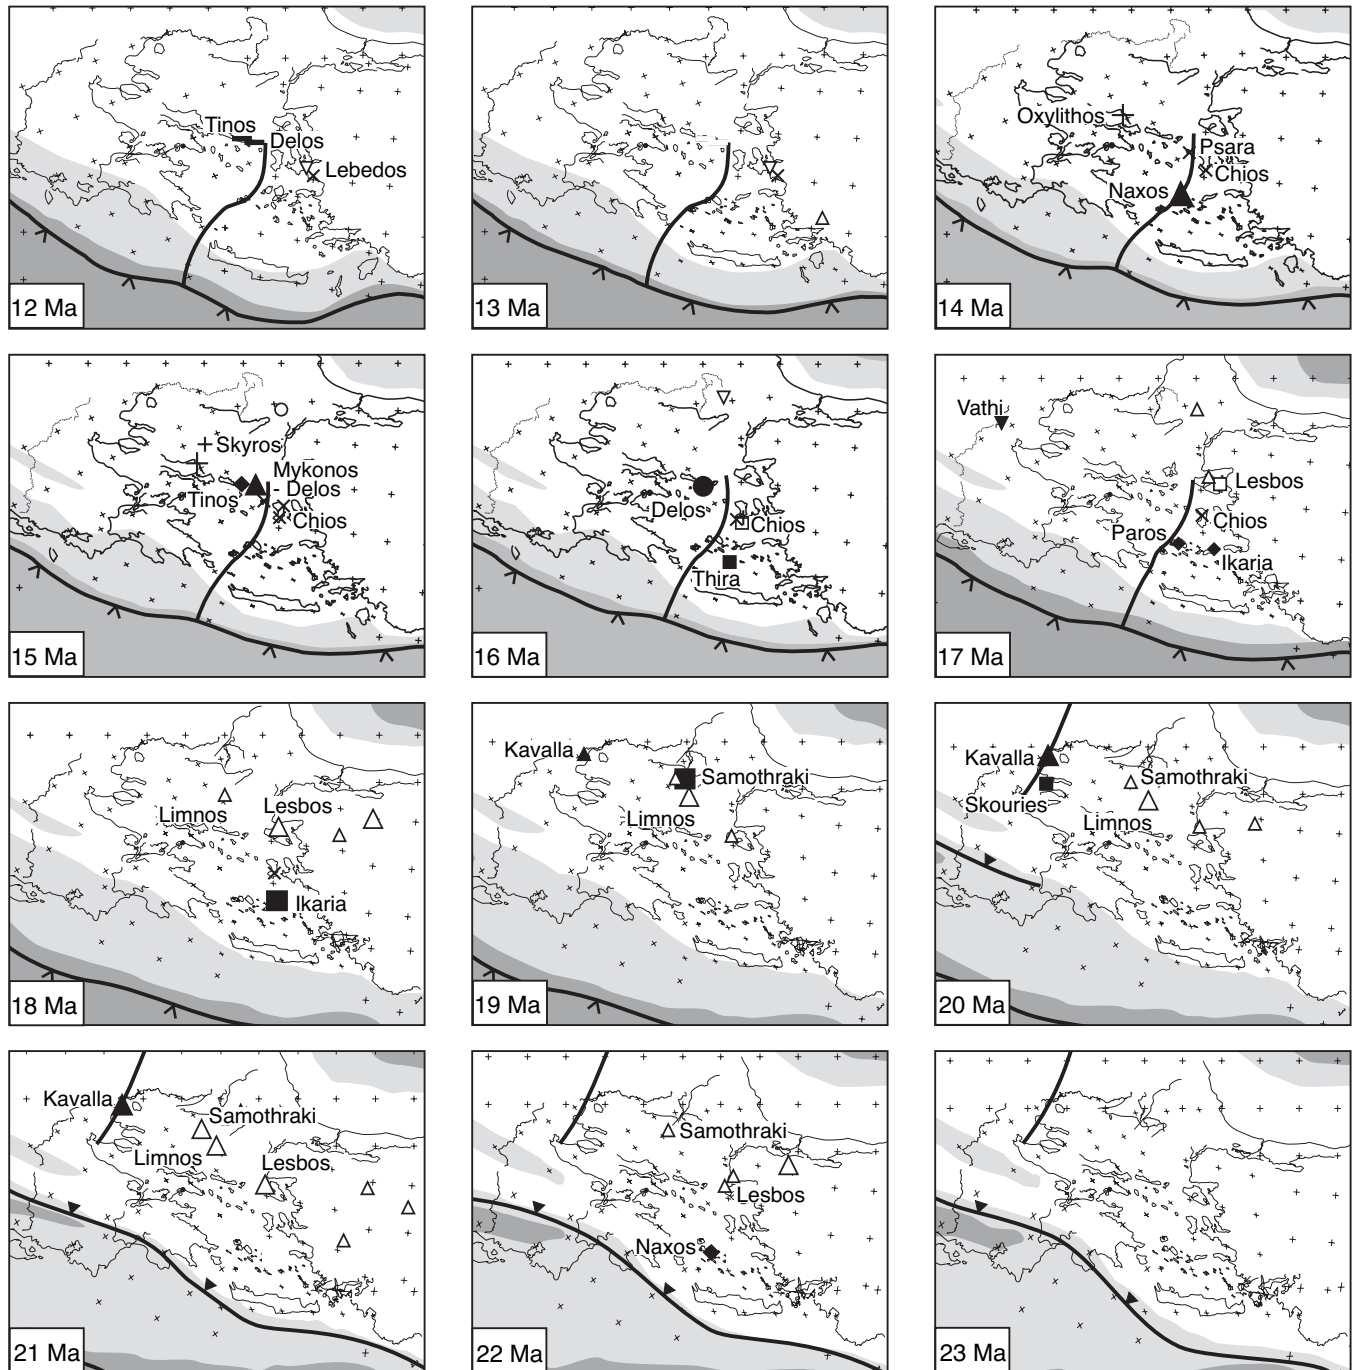 Tinos
Delos
Lebedos
12 Ma
13 Ma
Oxylithos
Psara
Chios
Naxos
14 Ma
Skyros
Mykonos
Tinos
Delos
Chios
15 Ma
Delos
Chios
Thira
16 Ma
Vathi
Lesbos
Paros
Chios
Ikaria
17 Ma
Limnos
Lesbos
Ikaria
18 Ma
Kavalla
Samothraki
Limnos
19 Ma
Kavalla
Samothraki
Skouries
Limnos
20 Ma
Kavalla
Samothraki
Limnos
Lesbos
21 Ma
Samothraki
Lesbos
Naxos
22 Ma
23 Ma